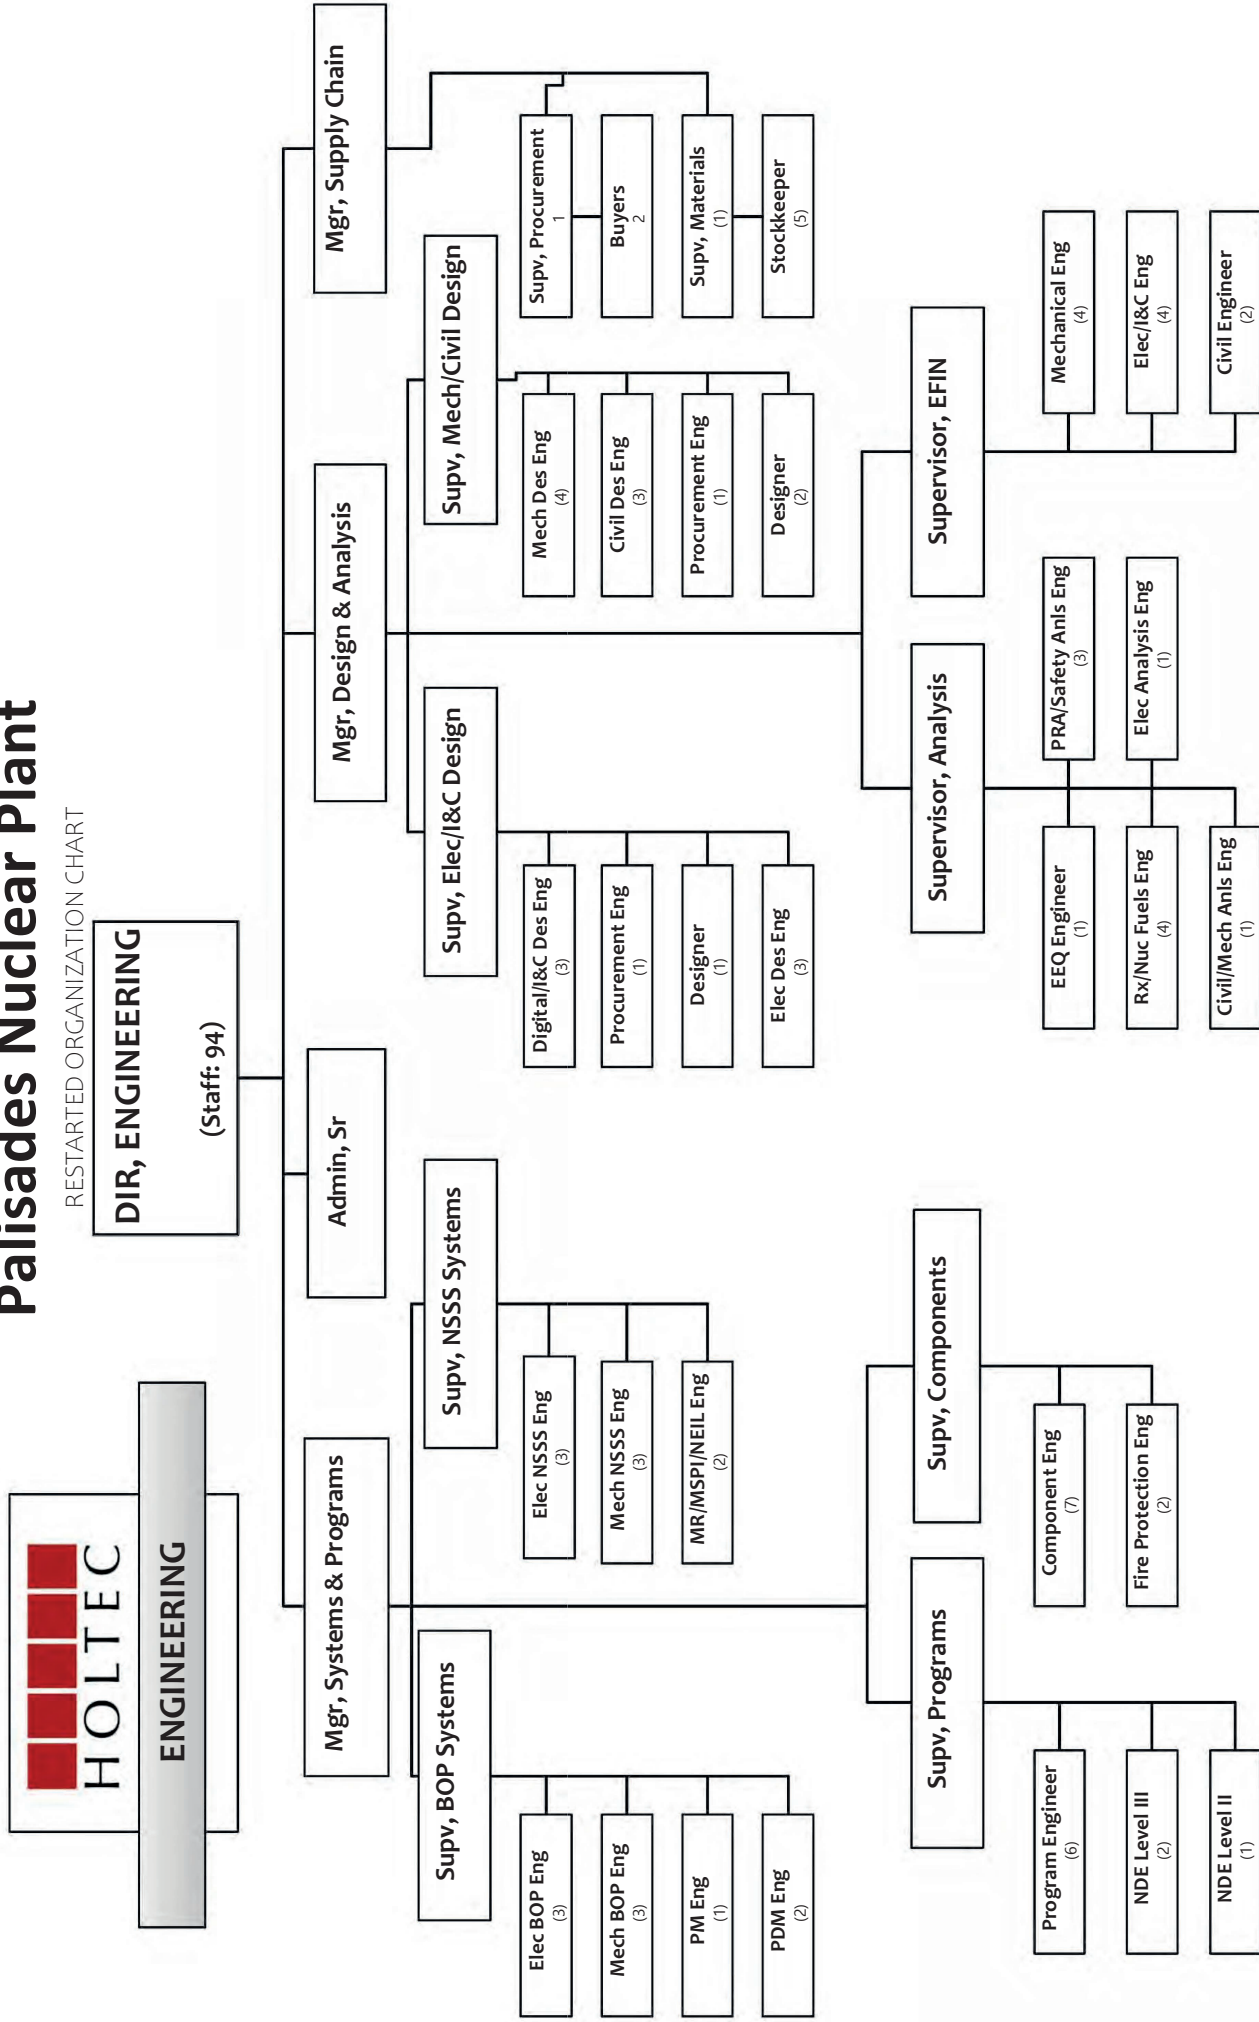 Palisades Nuclear Plant
RESTARTED ORGANIZATION CHART
HOLTEC
ENGINEERING
DIR, ENGINEERING
(Staff: 94)
Mgr, Systems & Programs
Admin, Sr
Mgr, Design & Analysis
Mgr, Supply Chain
Supv, BOP Systems
Elec BOP Eng
(3)
Mech BOP Eng
(3)
PM Eng
(1)
PDM Eng
(2)
Supv, NSSS Systems
Elec NSSS Eng
(3)
Mech NSSS Eng
(3)
MR/MSPI/NEIL Eng
(2)
Supv, Elec/I&C Design
Digital/I&C Des Eng
(3)
Procurement Eng
(1)
Designer
(1)
Elec Des Eng
(3)
Supv, Mech/Civil Design
Mech Des Eng
(4)
Civil Des Eng
(3)
Procurement Eng
(1)
Designer
(2)
Supv, Procurement
1
Buyers
2
Supv, Materials
(1)
Stockkeeper
(5)
Supv, Programs
Program Engineer
(6)
NDE Level III
(2)
NDE Level II
(1)
Supv, Components
Component Eng
(7)
Fire Protection Eng
(2)
Supervisor, Analysis
EEQ Engineer
(1)
PRA/Safety Anls Eng
(3)
Rx/Nuc Fuels Eng
(4)
Elec Analysis Eng
(1)
Civil/Mech Anls Eng
(1)
Supervisor, EFIN
Mechanical Eng
(4)
Elec/I&C Eng
(4)
Civil Engineer
(2)